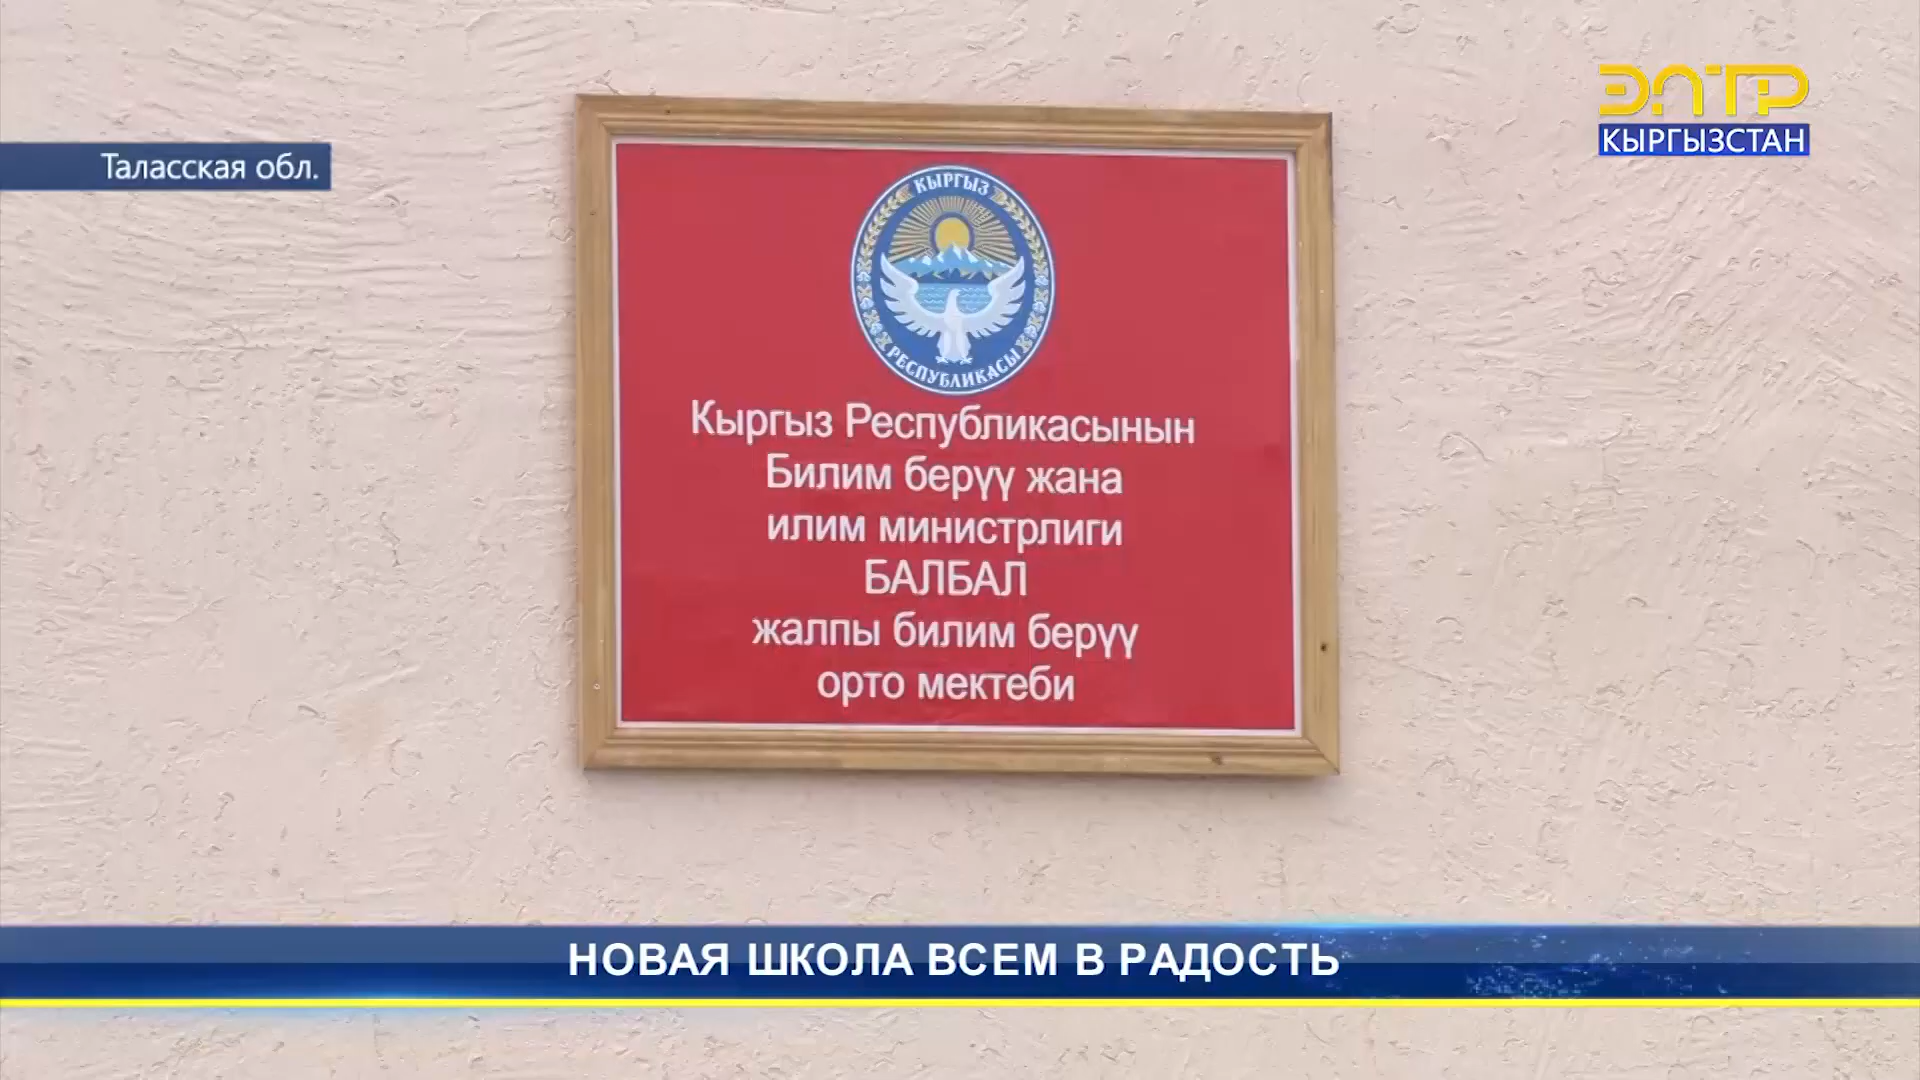 ЭЛТР
КЫРГЫЗСТАН
Таласская обл.
КЫРГЫЗ
РЕСПУБЛИКАСЫ
Кыргыз Республикасынын
Билим берүү жана
илим министрлиги
БАЛБАЛ
жалпы билим берүү
орто мектеби
НОВАЯ ШКОЛА ВСЕМ В РАДОСТЬ